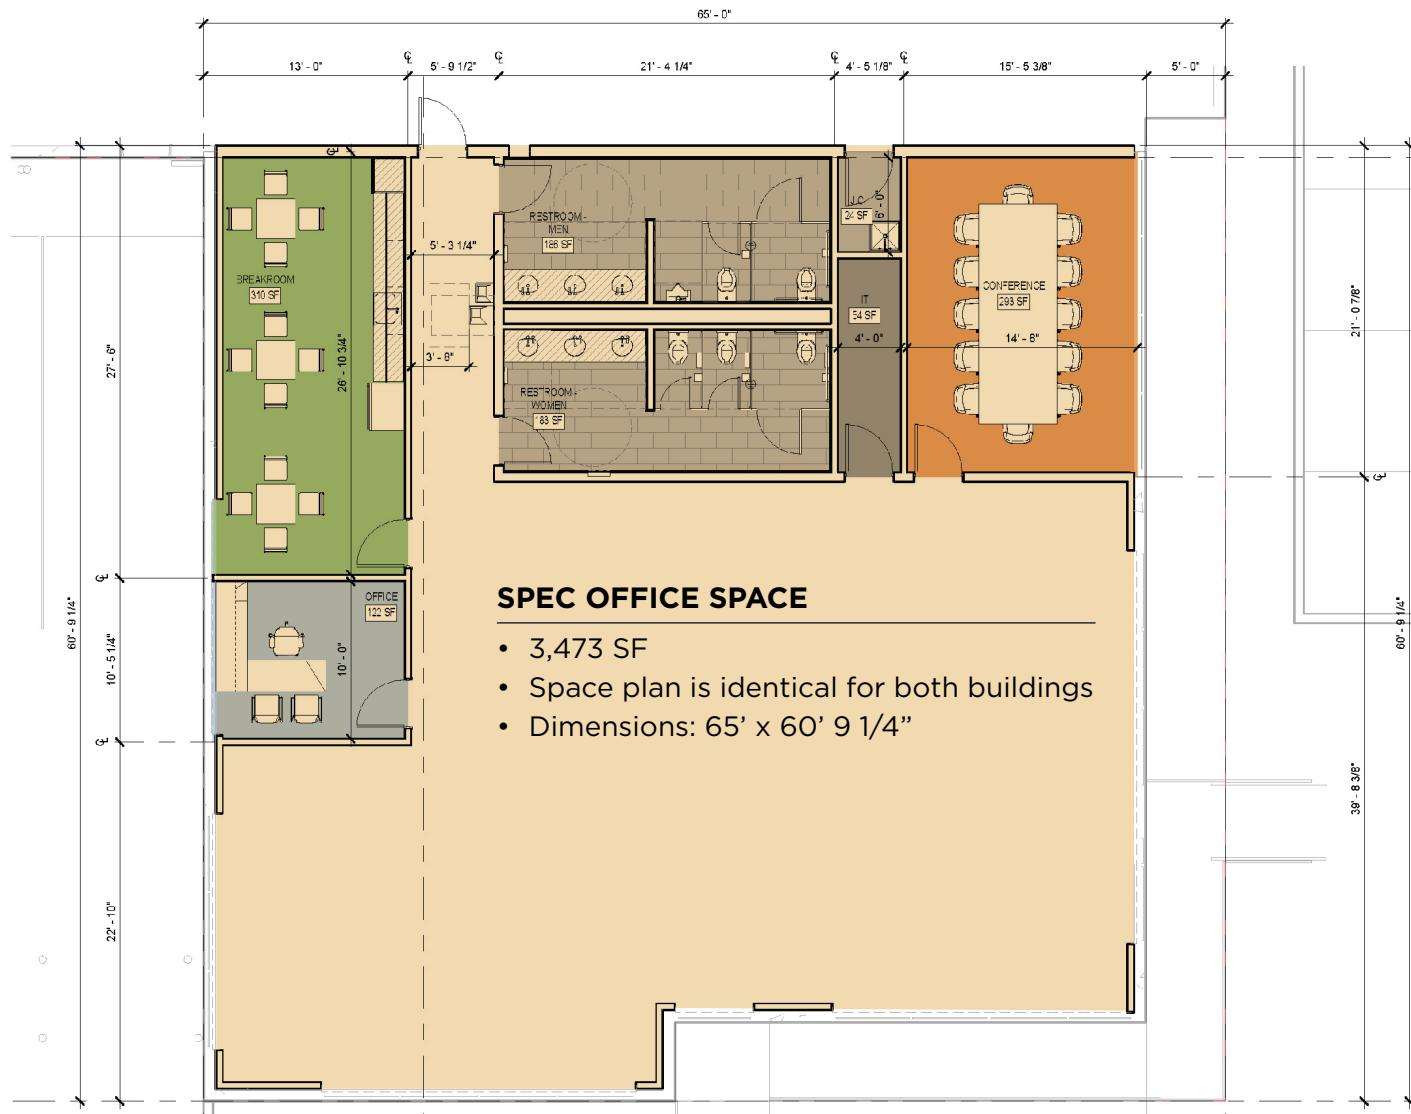 65' - 0"
13' - 0"
5' - 9 1/2"
21' - 4 1/4"
4' - 5 1/8"
15' - 5 3/8"
5' - 0"
RESTROOM -
MEN
186 SF
24 SF
6' - 0"
5' - 3 1/4"
BREAKROOM
310 SF
CONFERENCE
293 SF
IT
54 SF
4' - 0"
14' - 8"
21' - 0 7/8"
27' - 6"
26' - 10 3/4"
3' - 8"
RESTROOM -
WOMEN
183 SF
OFFICE
122 SF
10' - 0"
SPEC OFFICE SPACE
• 3,473 SF
• Space plan is identical for both buildings
• Dimensions: 65’ x 60’ 9 1/4”
60' - 9 1/4"
10' - 5 1/4"
60' - 9 1/4"
39' - 8 3/8"
22' - 10"